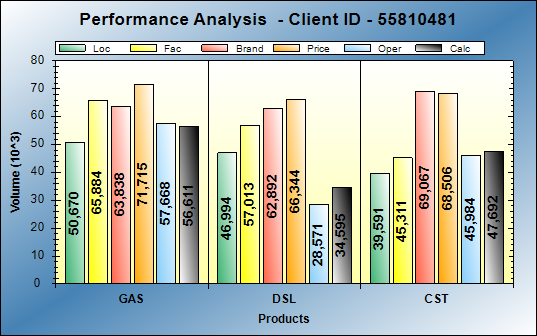 Performance Analysis - Client ID - 55810481
Loc Fac Brand Price Oper Calc
Volume (10^3)
80
70
60
50
40
30
20
10
0
50,670 65,884 63,838 71,715 57,668 56,611
46,994 57,013 62,892 66,344 28,571 34,595
39,591 45,311 69,067 68,506 45,984 47,692
GAS DSL CST
Products